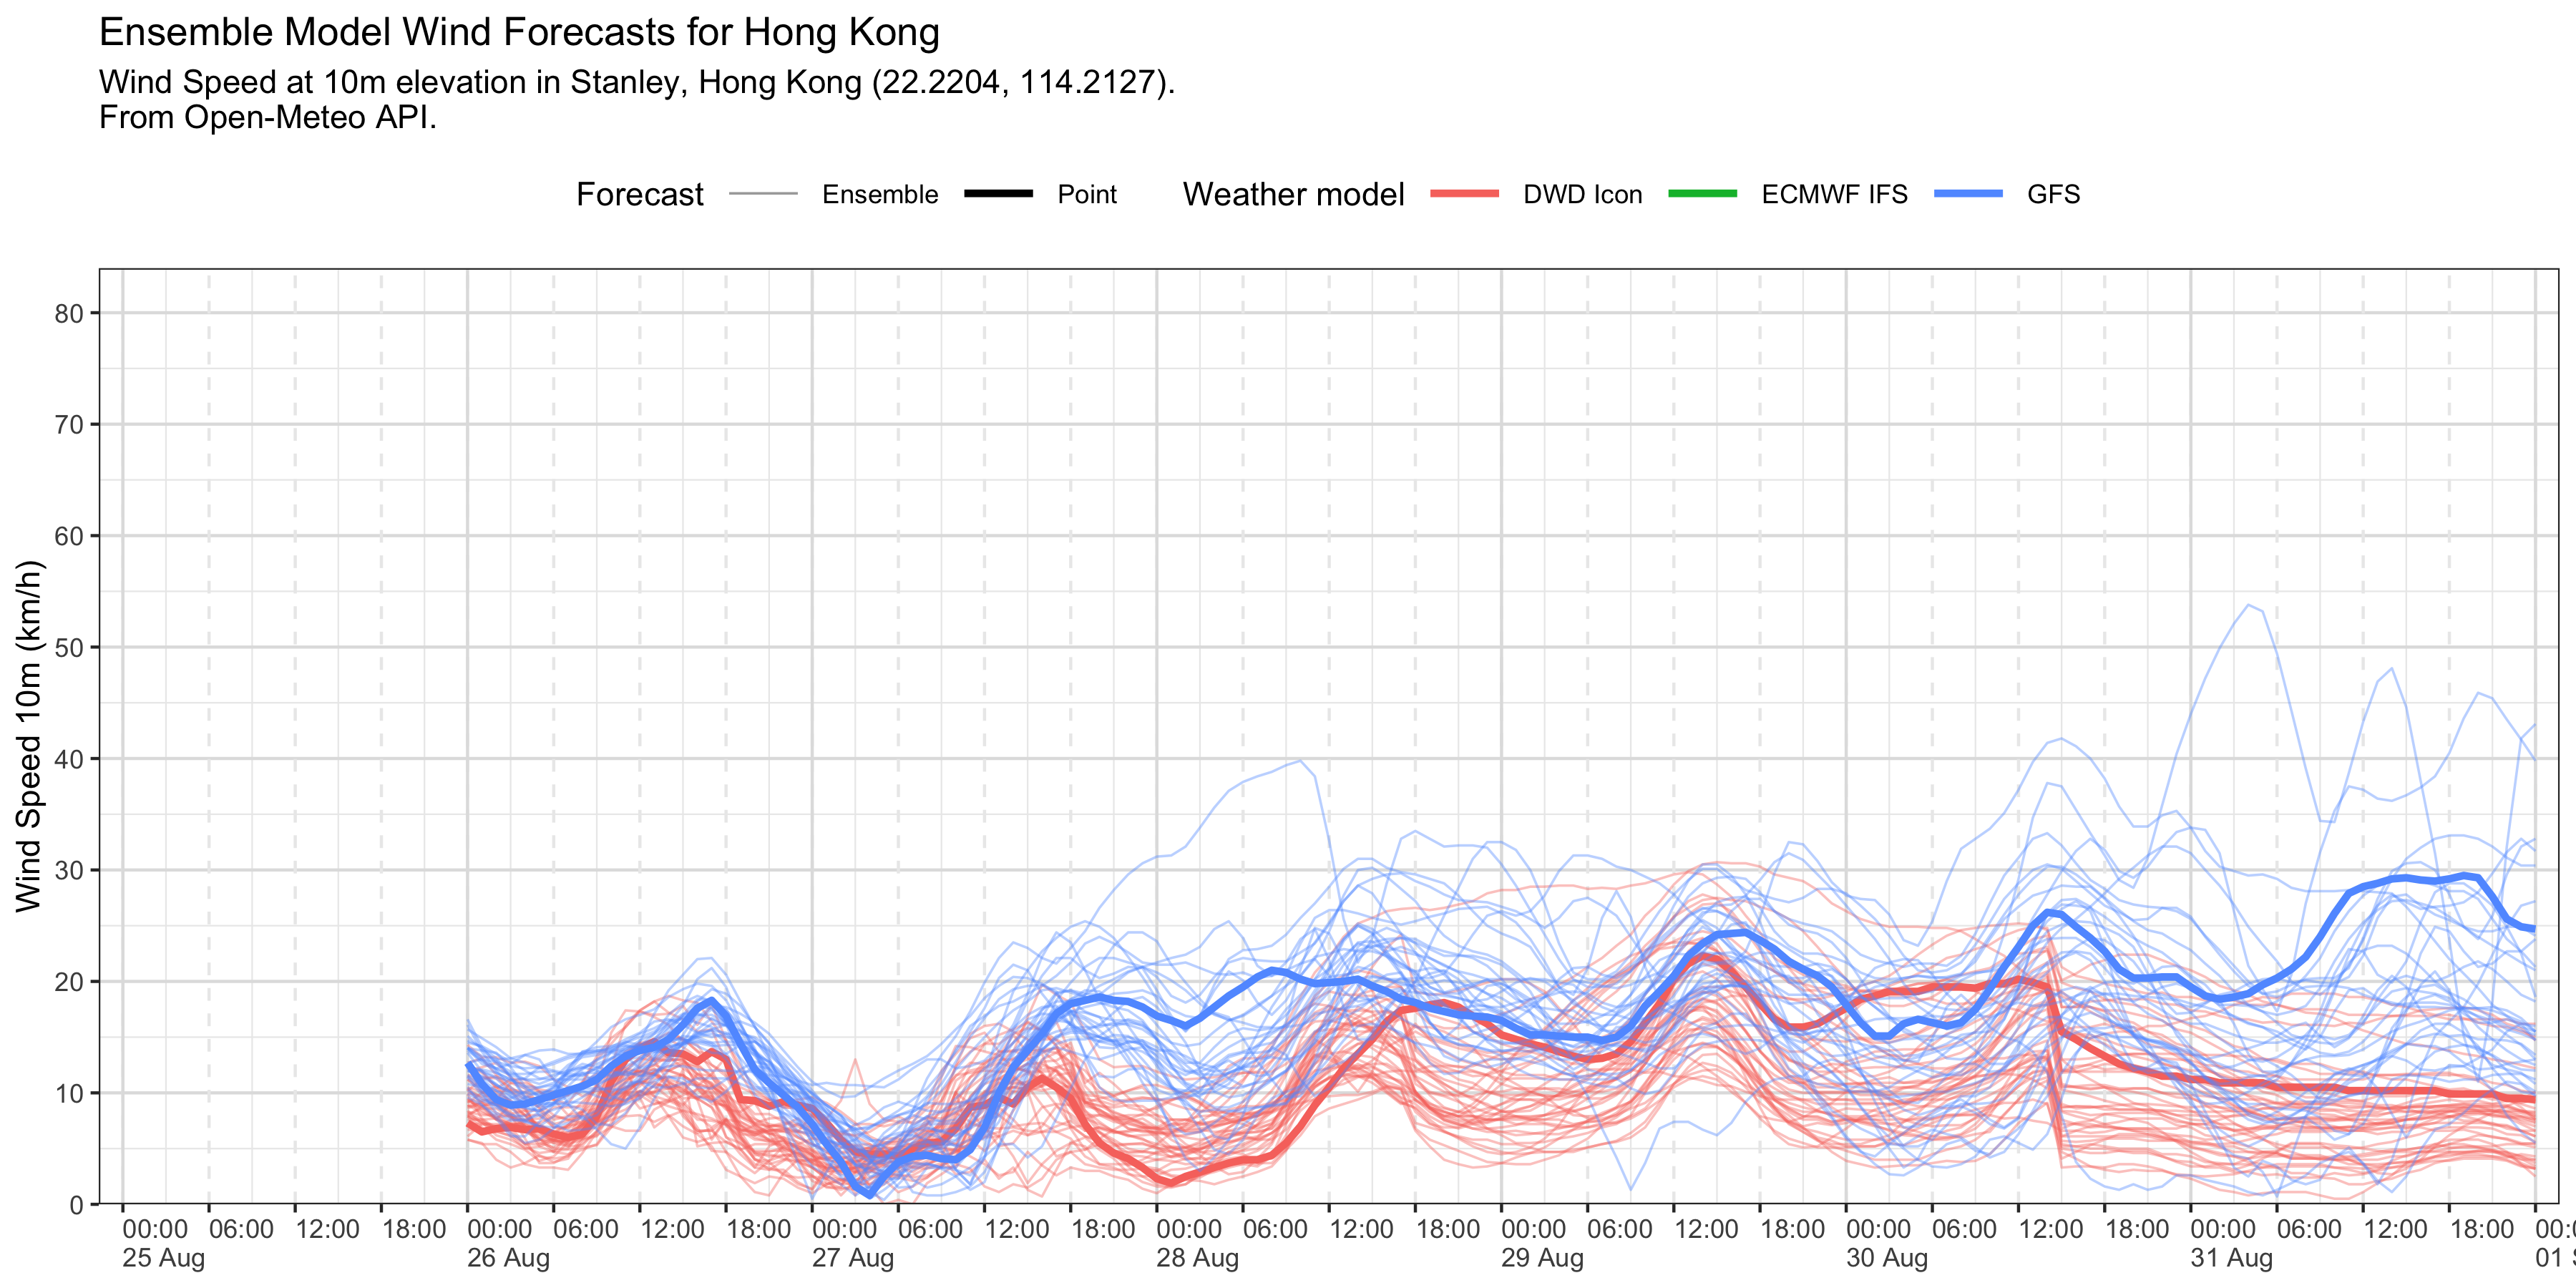 Ensemble Model Wind Forecasts for Hong Kong
Wind Speed at 10m elevation in Stanley, Hong Kong (22.2204, 114.2127).
From Open-Meteo API.
Forecast Ensemble Point Weather model DWD Icon ECMWF IFS GFS
Wind Speed 10m (km/h)
80
70
60
50
40
30
20
10
0
00:00 06:00 12:00 18:00 00:00 06:00 12:00 18:00 00:00 06:00 12:00 18:00 00:00 06:00 12:00 18:00 00:00 06:00 12:00 18:00 00:00 06:00 12:00 18:00 00:00 06:00 12:00 18:00
25 Aug 26 Aug 27 Aug 28 Aug 29 Aug 30 Aug 31 Aug 01